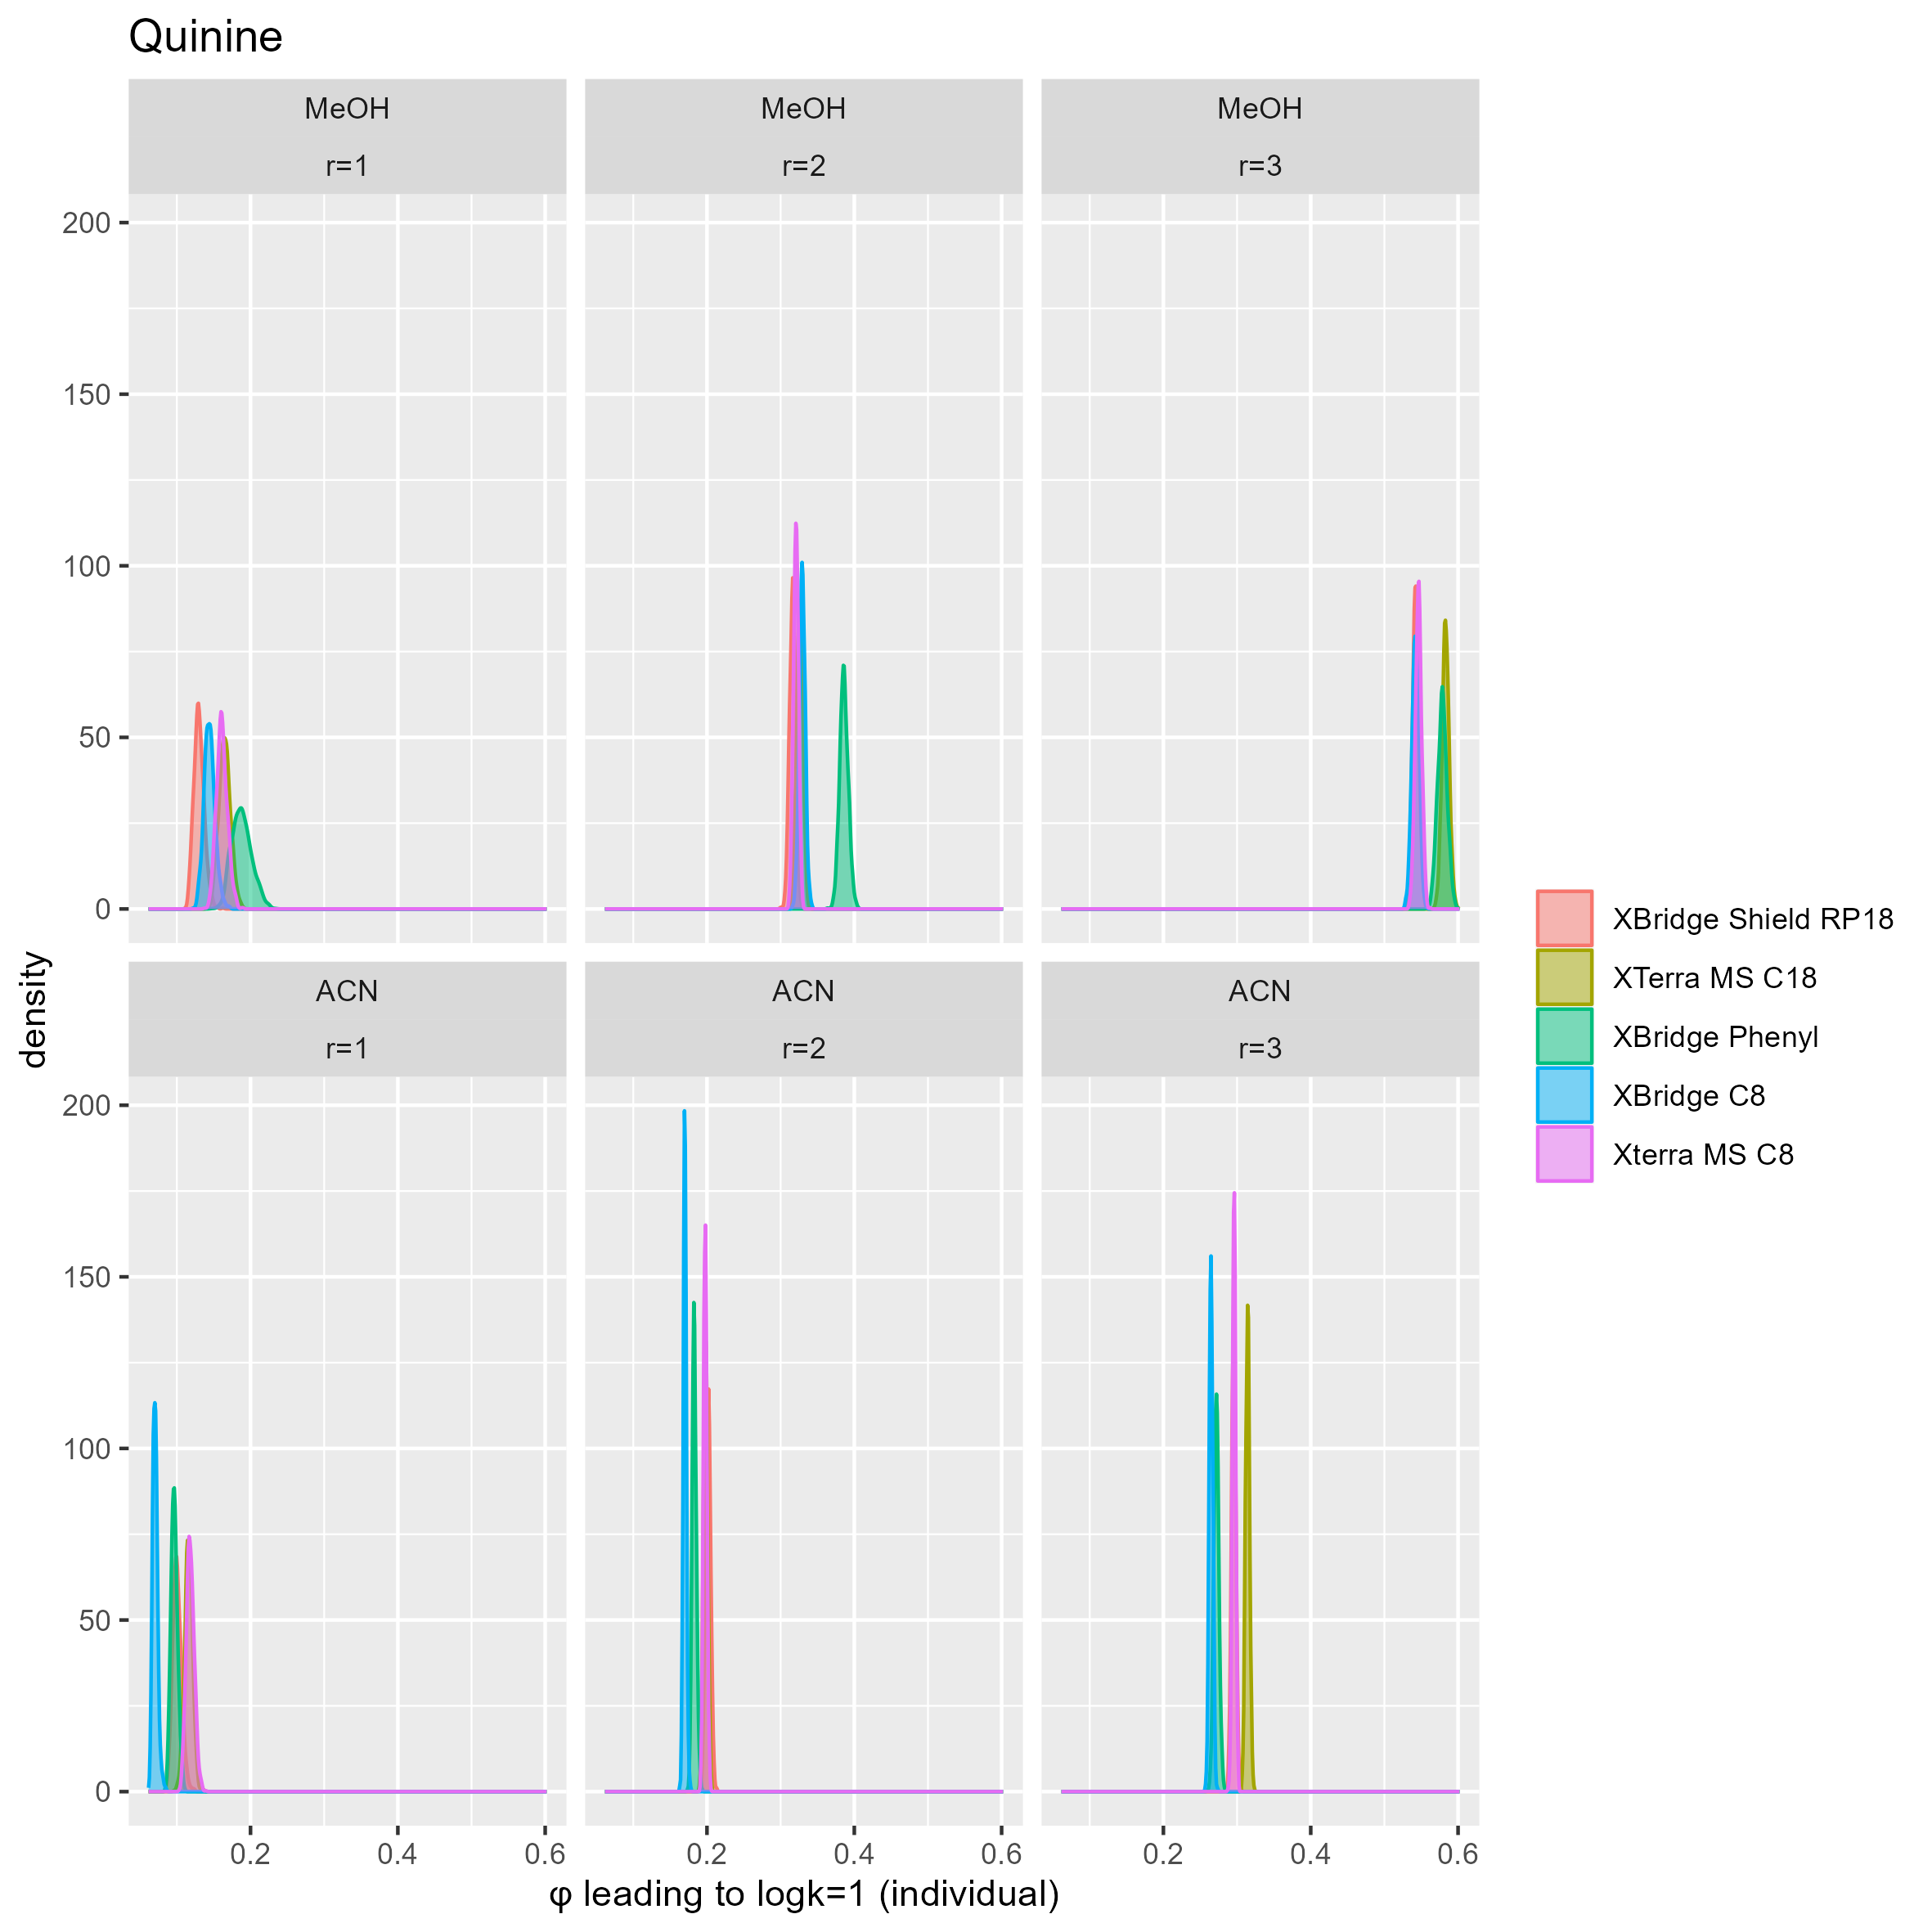 Quinine
MeOH
r=1
MeOH
r=2
MeOH
r=3
200
150
100
50
0
ACN
r=1
ACN
r=2
ACN
r=3
200
150
100
50
0
0.2
0.4
0.6
0.2
0.4
0.6
0.2
0.4
0.6
φ leading to logk=1 (individual)
density
XBridge Shield RP18
XTerra MS C18
XBridge Phenyl
XBridge C8
Xterra MS C8